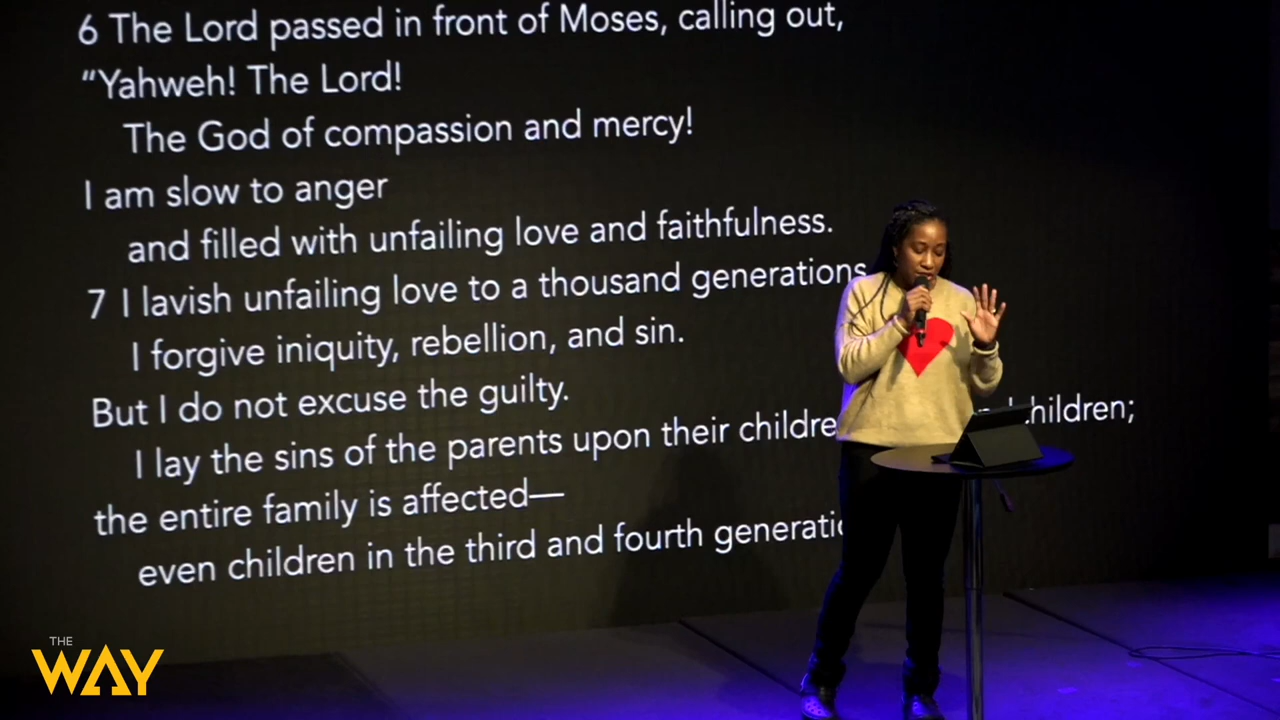 6 The Lord passed in front of Moses, calling out,
“Yahweh! The Lord!
The God of compassion and mercy!
I am slow to anger
and filled with unfailing love and faithfulness.
7 I lavish unfailing love to a thousand generations
I forgive iniquity, rebellion, and sin.
But I do not excuse the guilty.
I lay the sins of the parents upon their children;
the entire family is affected—
even children in the third and fourth
THE
WAY